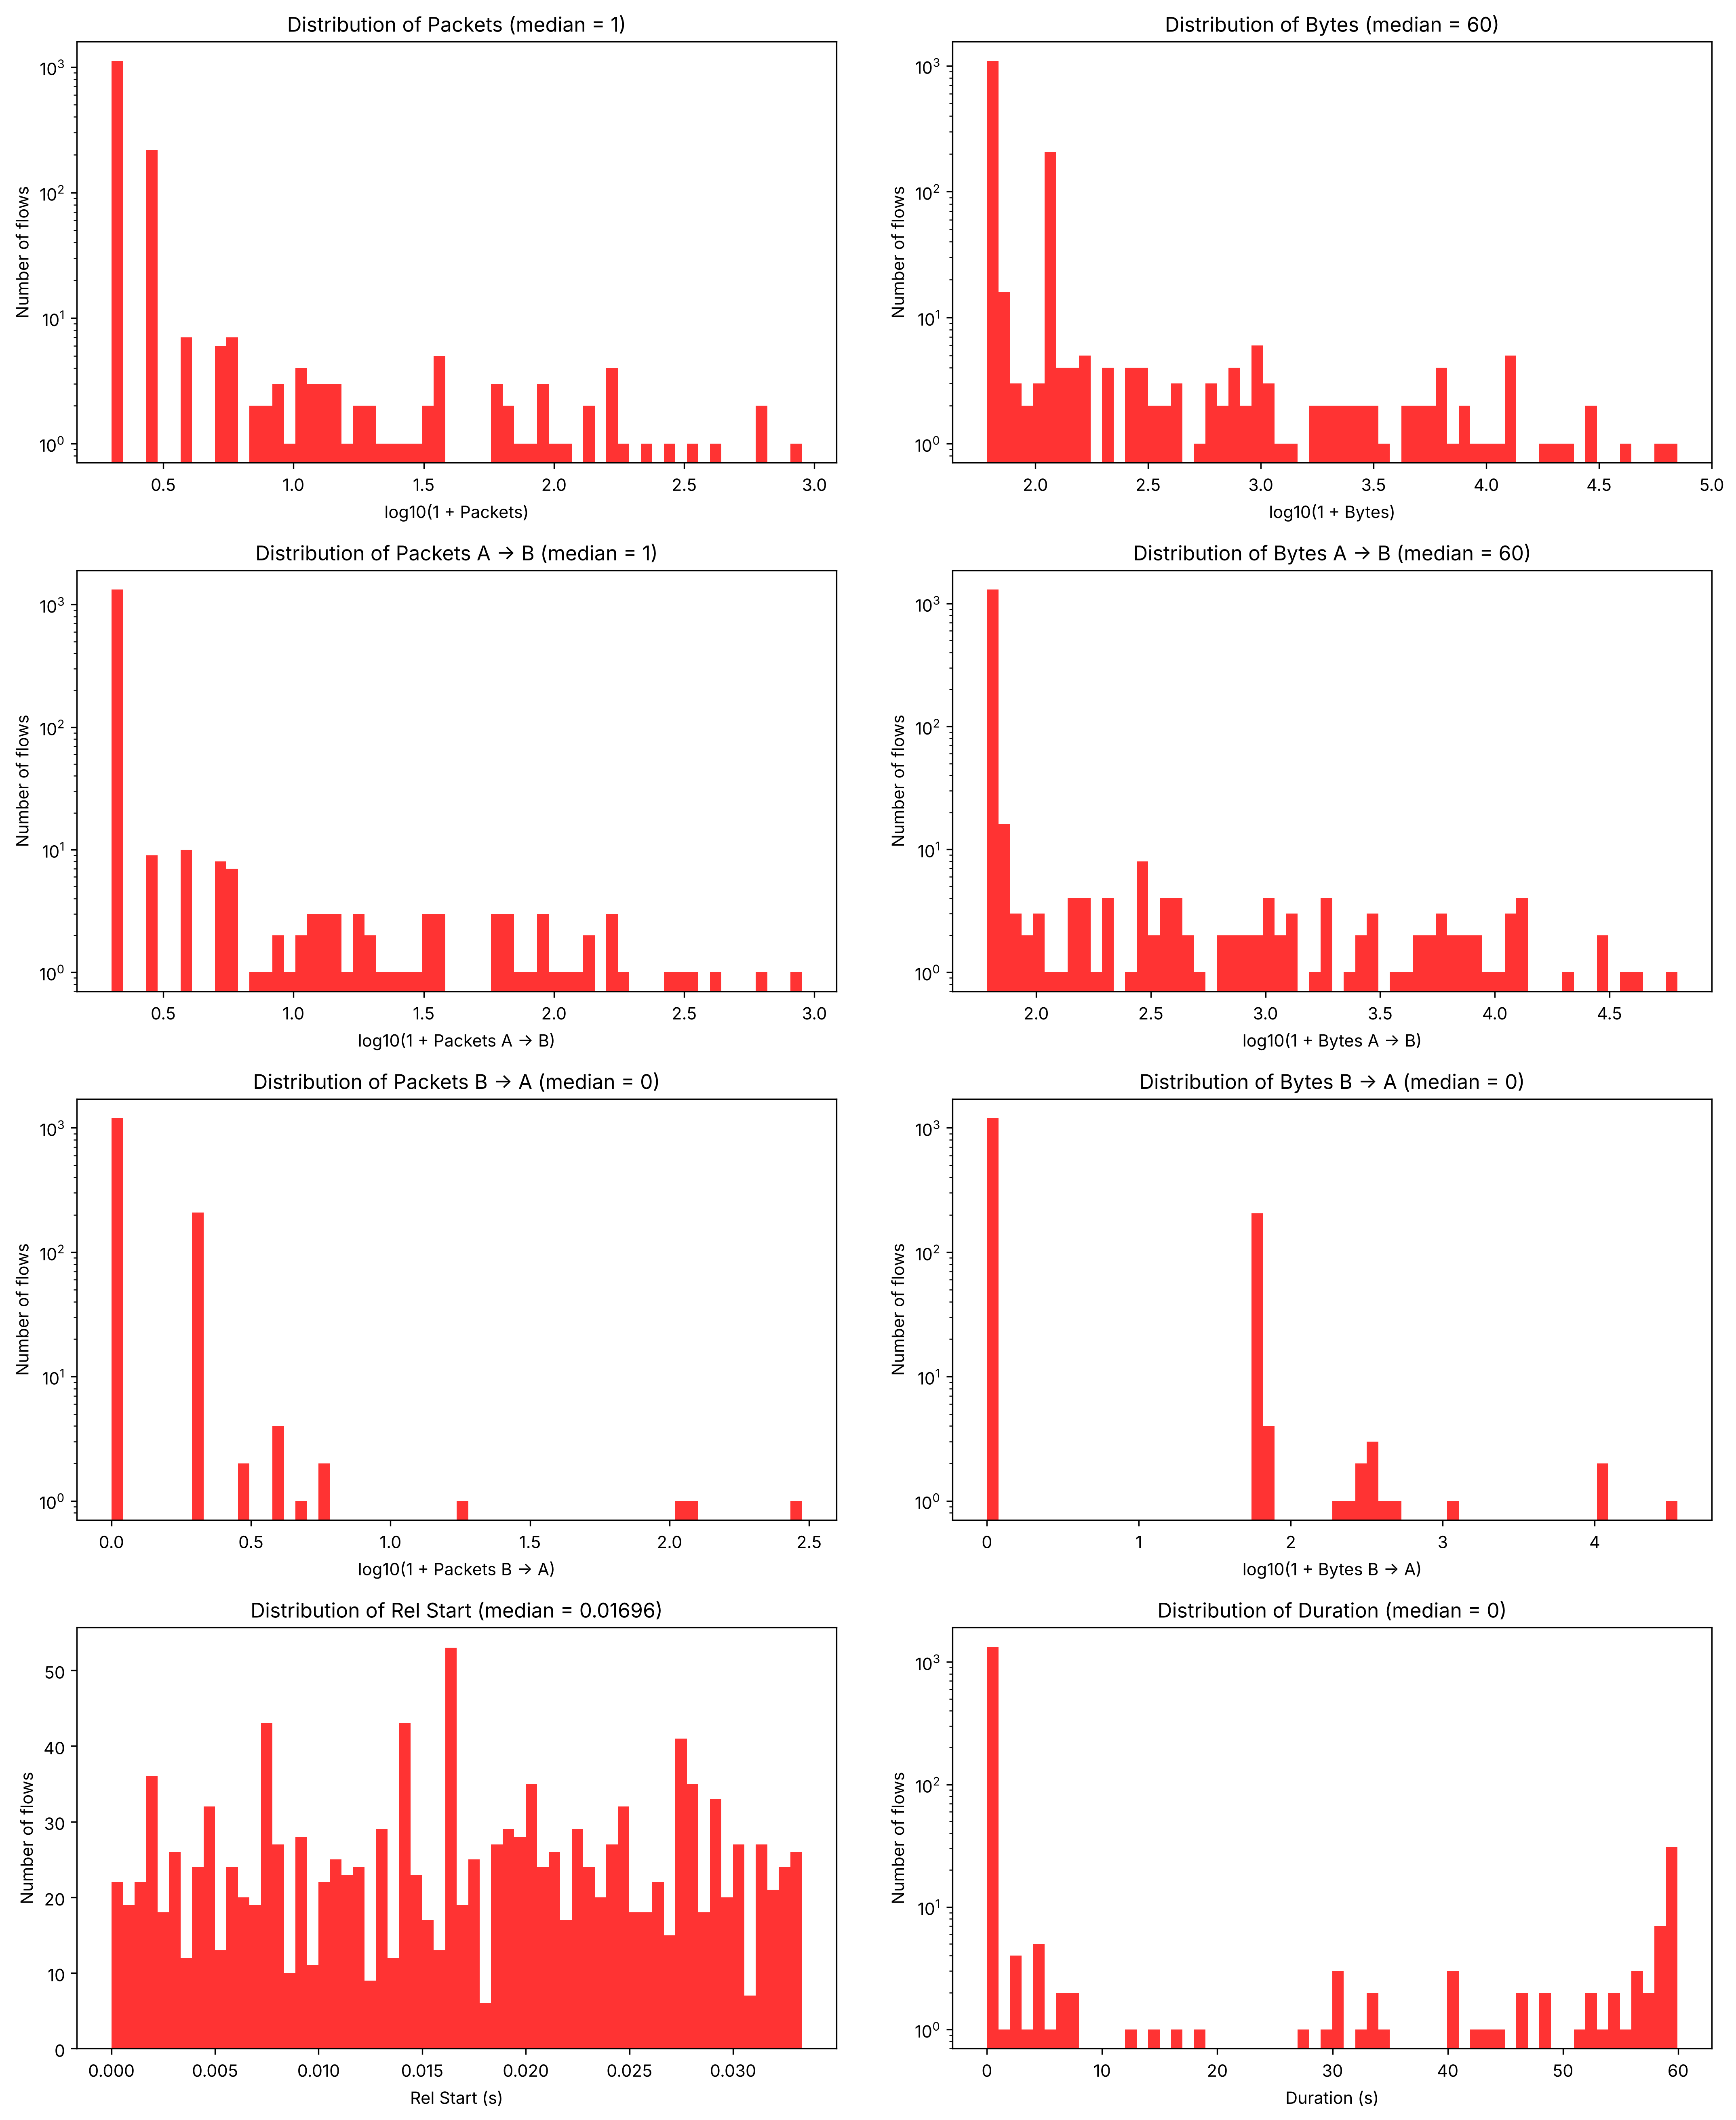 Distribution of Packets (median = 1)
Number of flows
10³
10²
10¹
10⁰
0.5 1.0 1.5 2.0 2.5 3.0
log10(1 + Packets)
Distribution of Bytes (median = 60)
Number of flows
10³
10²
10¹
10⁰
2.0 2.5 3.0 3.5 4.0 4.5 5.0
log10(1 + Bytes)
Distribution of Packets A → B (median = 1)
Number of flows
10³
10²
10¹
10⁰
0.5 1.0 1.5 2.0 2.5 3.0
log10(1 + Packets A → B)
Distribution of Bytes A → B (median = 60)
Number of flows
10³
10²
10¹
10⁰
2.0 2.5 3.0 3.5 4.0 4.5
log10(1 + Bytes A → B)
Distribution of Packets B → A (median = 0)
Number of flows
10³
10²
10¹
10⁰
0.0 0.5 1.0 1.5 2.0 2.5
log10(1 + Packets B → A)
Distribution of Bytes B → A (median = 0)
Number of flows
10³
10²
10¹
10⁰
0 1 2 3 4
log10(1 + Bytes B → A)
Distribution of Rel Start (median = 0.01696)
Number of flows
50
40
30
20
10
0
0.000 0.005 0.010 0.015 0.020 0.025 0.030
Rel Start (s)
Distribution of Duration (median = 0)
Number of flows
10³
10²
10¹
10⁰
0 10 20 30 40 50 60
Duration (s)